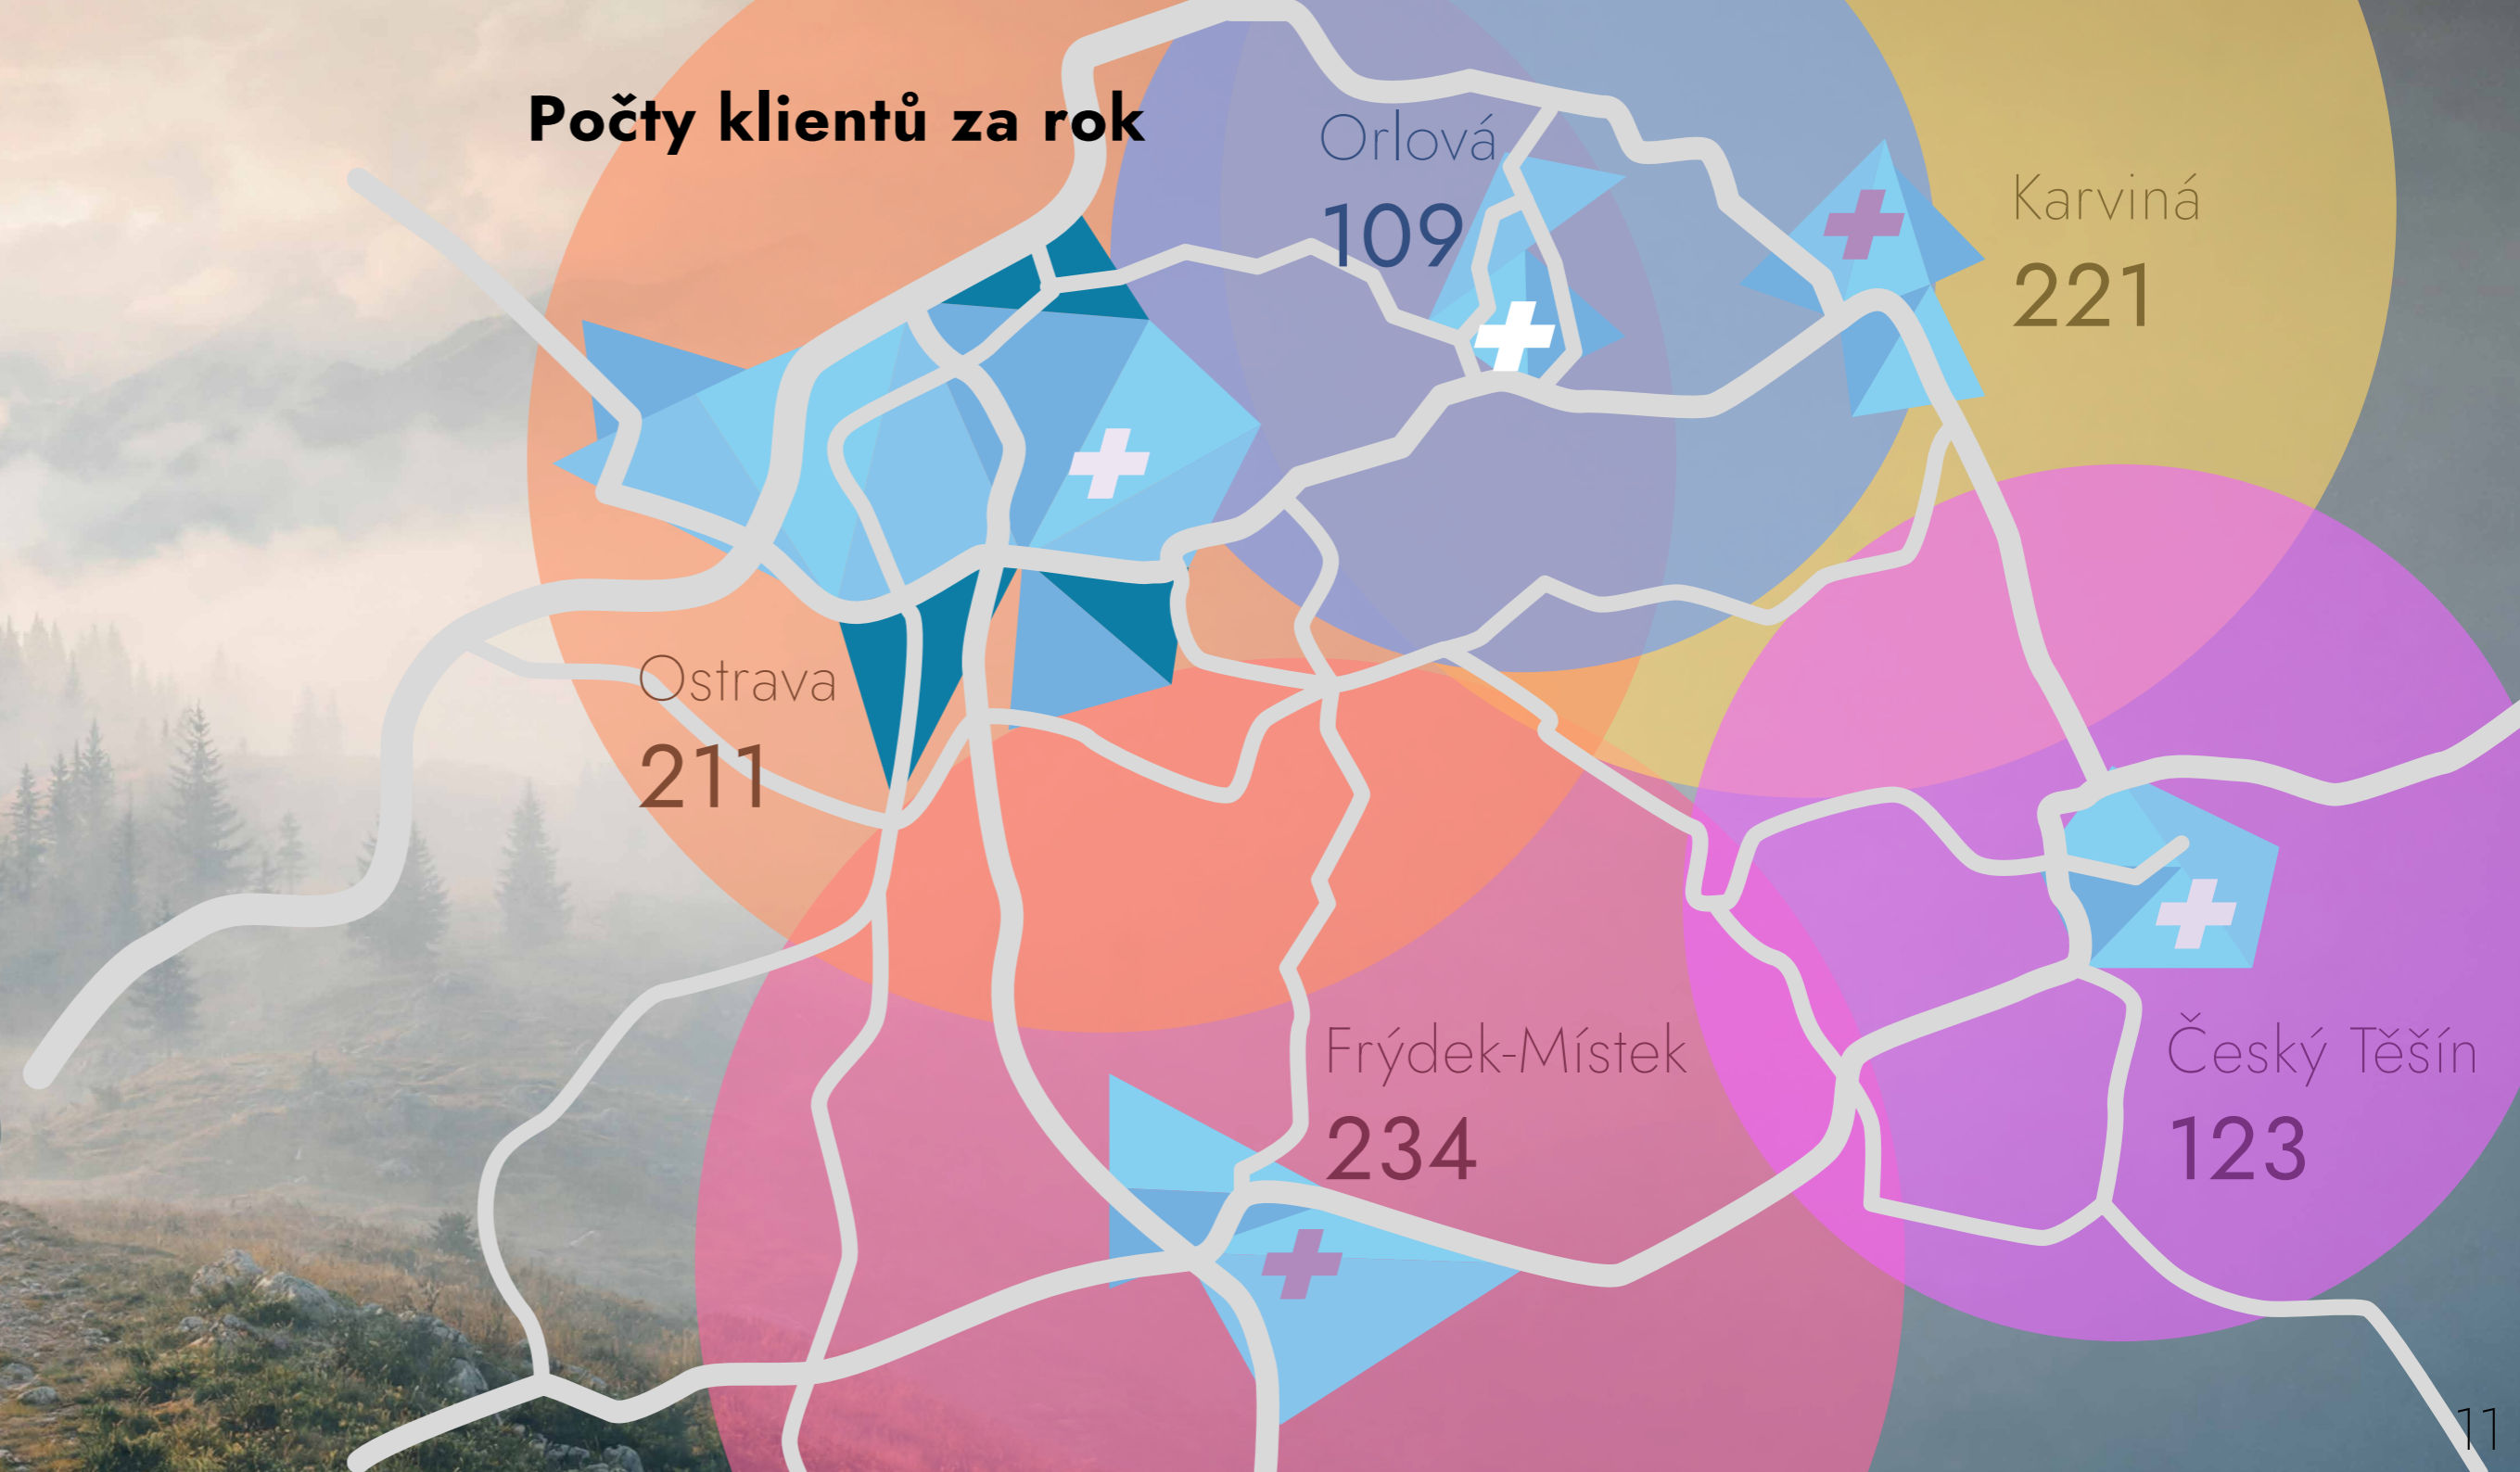 Počty klientů za rok
Orlová
109
Karviná
221
Ostrava
211
Frýdek-Místek
234
Český Těšín
123
11